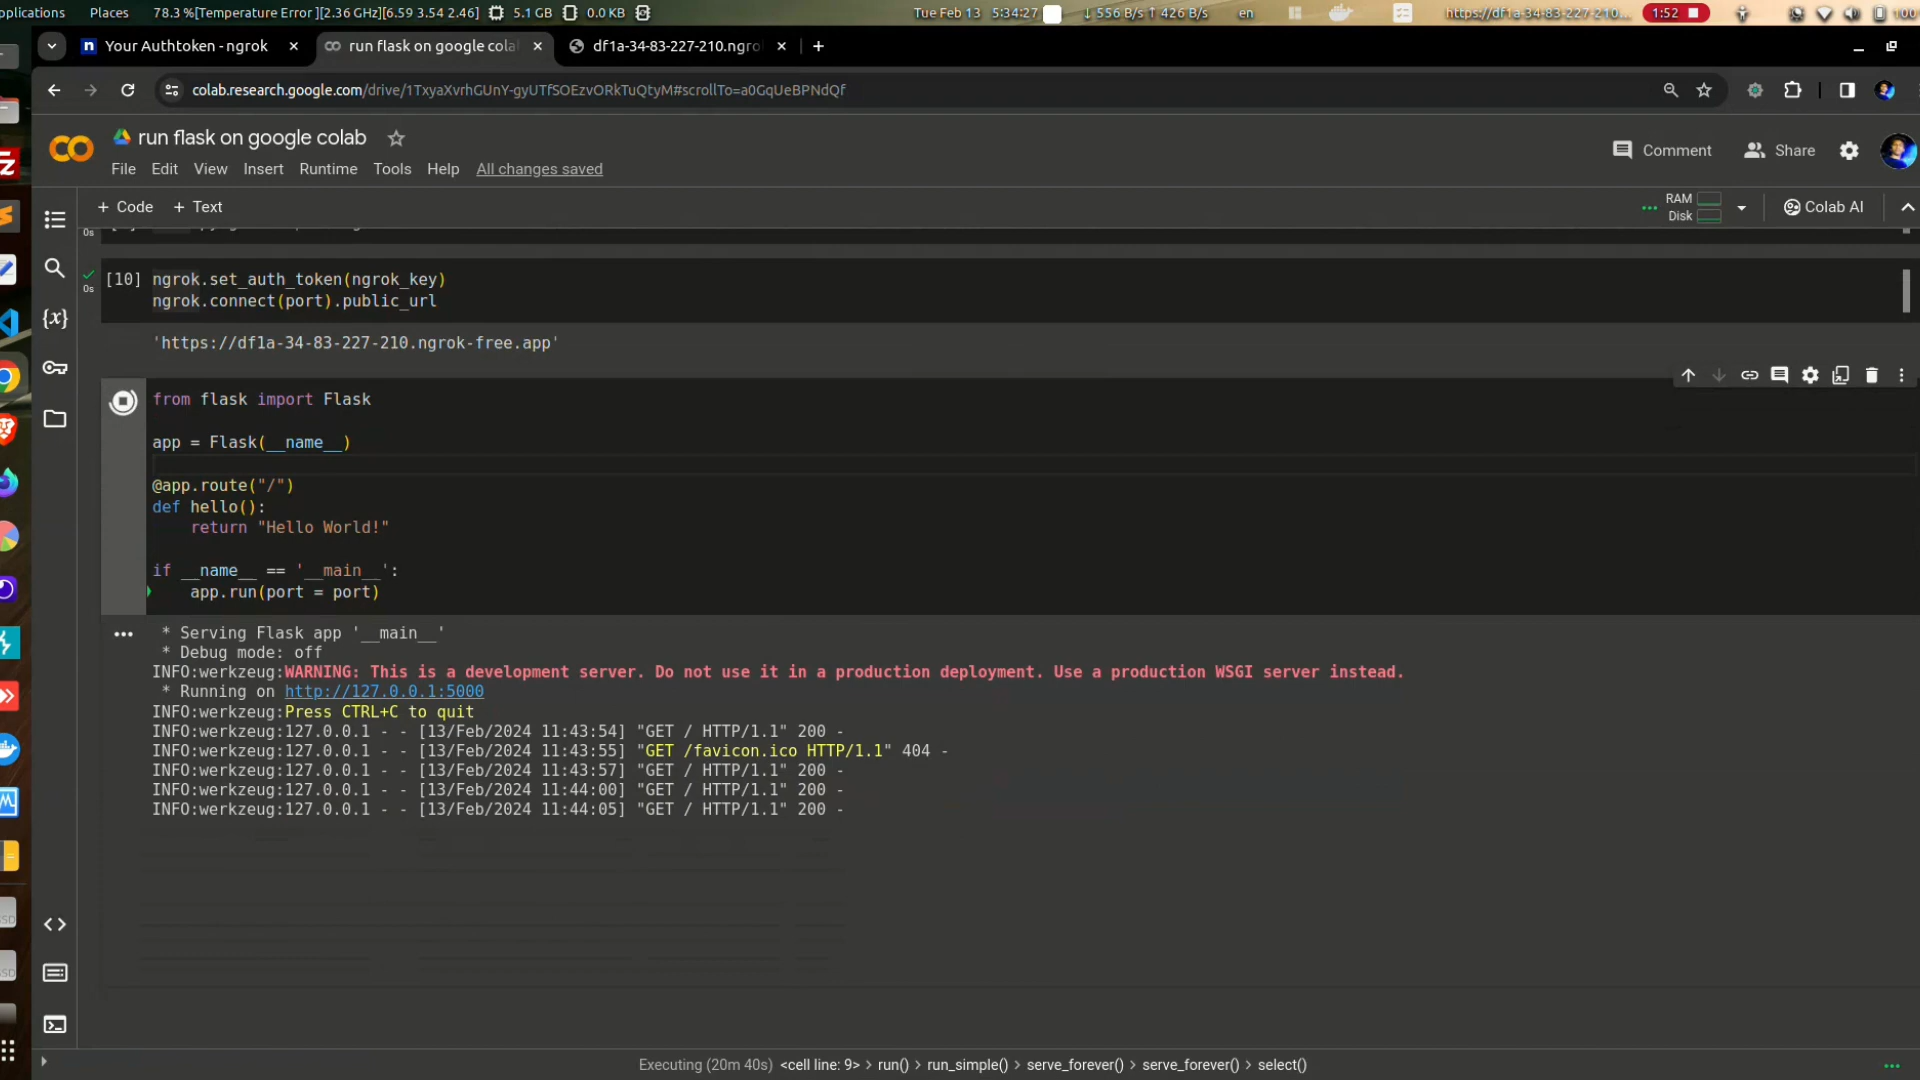 plications Places 78.3 %[Temperature Error ][2.36 GHz][6.59 3.54 2.46] 5.1 GB 0.0 KB Tue Feb 13 5:34:27 ↓ 556 B/s ↑ 426 B/s en https://df1a-34-83-227-210... 1:52 100
Your Authtoken - ngrok run flask on google cola df1a-34-83-227-210.ngro
colab.research.google.com/drive/1TxyaXvrhGUnY-gyUTfSOEzvORkTuQtyM#scrollTo=a0GqUeBPNdQf
run flask on google colab
Comment Share
File Edit View Insert Runtime Tools Help All changes saved
+ Code + Text RAM Disk Colab AI
0s
[10] ngrok.set_auth_token(ngrok_key)
0s
ngrok.connect(port).public_url
'https://df1a-34-83-227-210.ngrok-free.app'
from flask import Flask
app = Flask(__name__)
@app.route("/")
def hello():
return "Hello World!"
if __name__ == '__main__':
app.run(port = port)
* Serving Flask app '__main__'
* Debug mode: off
INFO:werkzeug:WARNING: This is a development server. Do not use it in a production deployment. Use a production WSGI server instead.
* Running on http://127.0.0.1:5000
INFO:werkzeug:Press CTRL+C to quit
INFO:werkzeug:127.0.0.1 - - [13/Feb/2024 11:43:54] "GET / HTTP/1.1" 200 -
INFO:werkzeug:127.0.0.1 - - [13/Feb/2024 11:43:55] "GET /favicon.ico HTTP/1.1" 404 -
INFO:werkzeug:127.0.0.1 - - [13/Feb/2024 11:43:57] "GET / HTTP/1.1" 200 -
INFO:werkzeug:127.0.0.1 - - [13/Feb/2024 11:44:00] "GET / HTTP/1.1" 200 -
INFO:werkzeug:127.0.0.1 - - [13/Feb/2024 11:44:05] "GET / HTTP/1.1" 200 -
Executing (20m 40s) <cell line: 9> > run() > run_simple() > serve_forever() > serve_forever() > select()